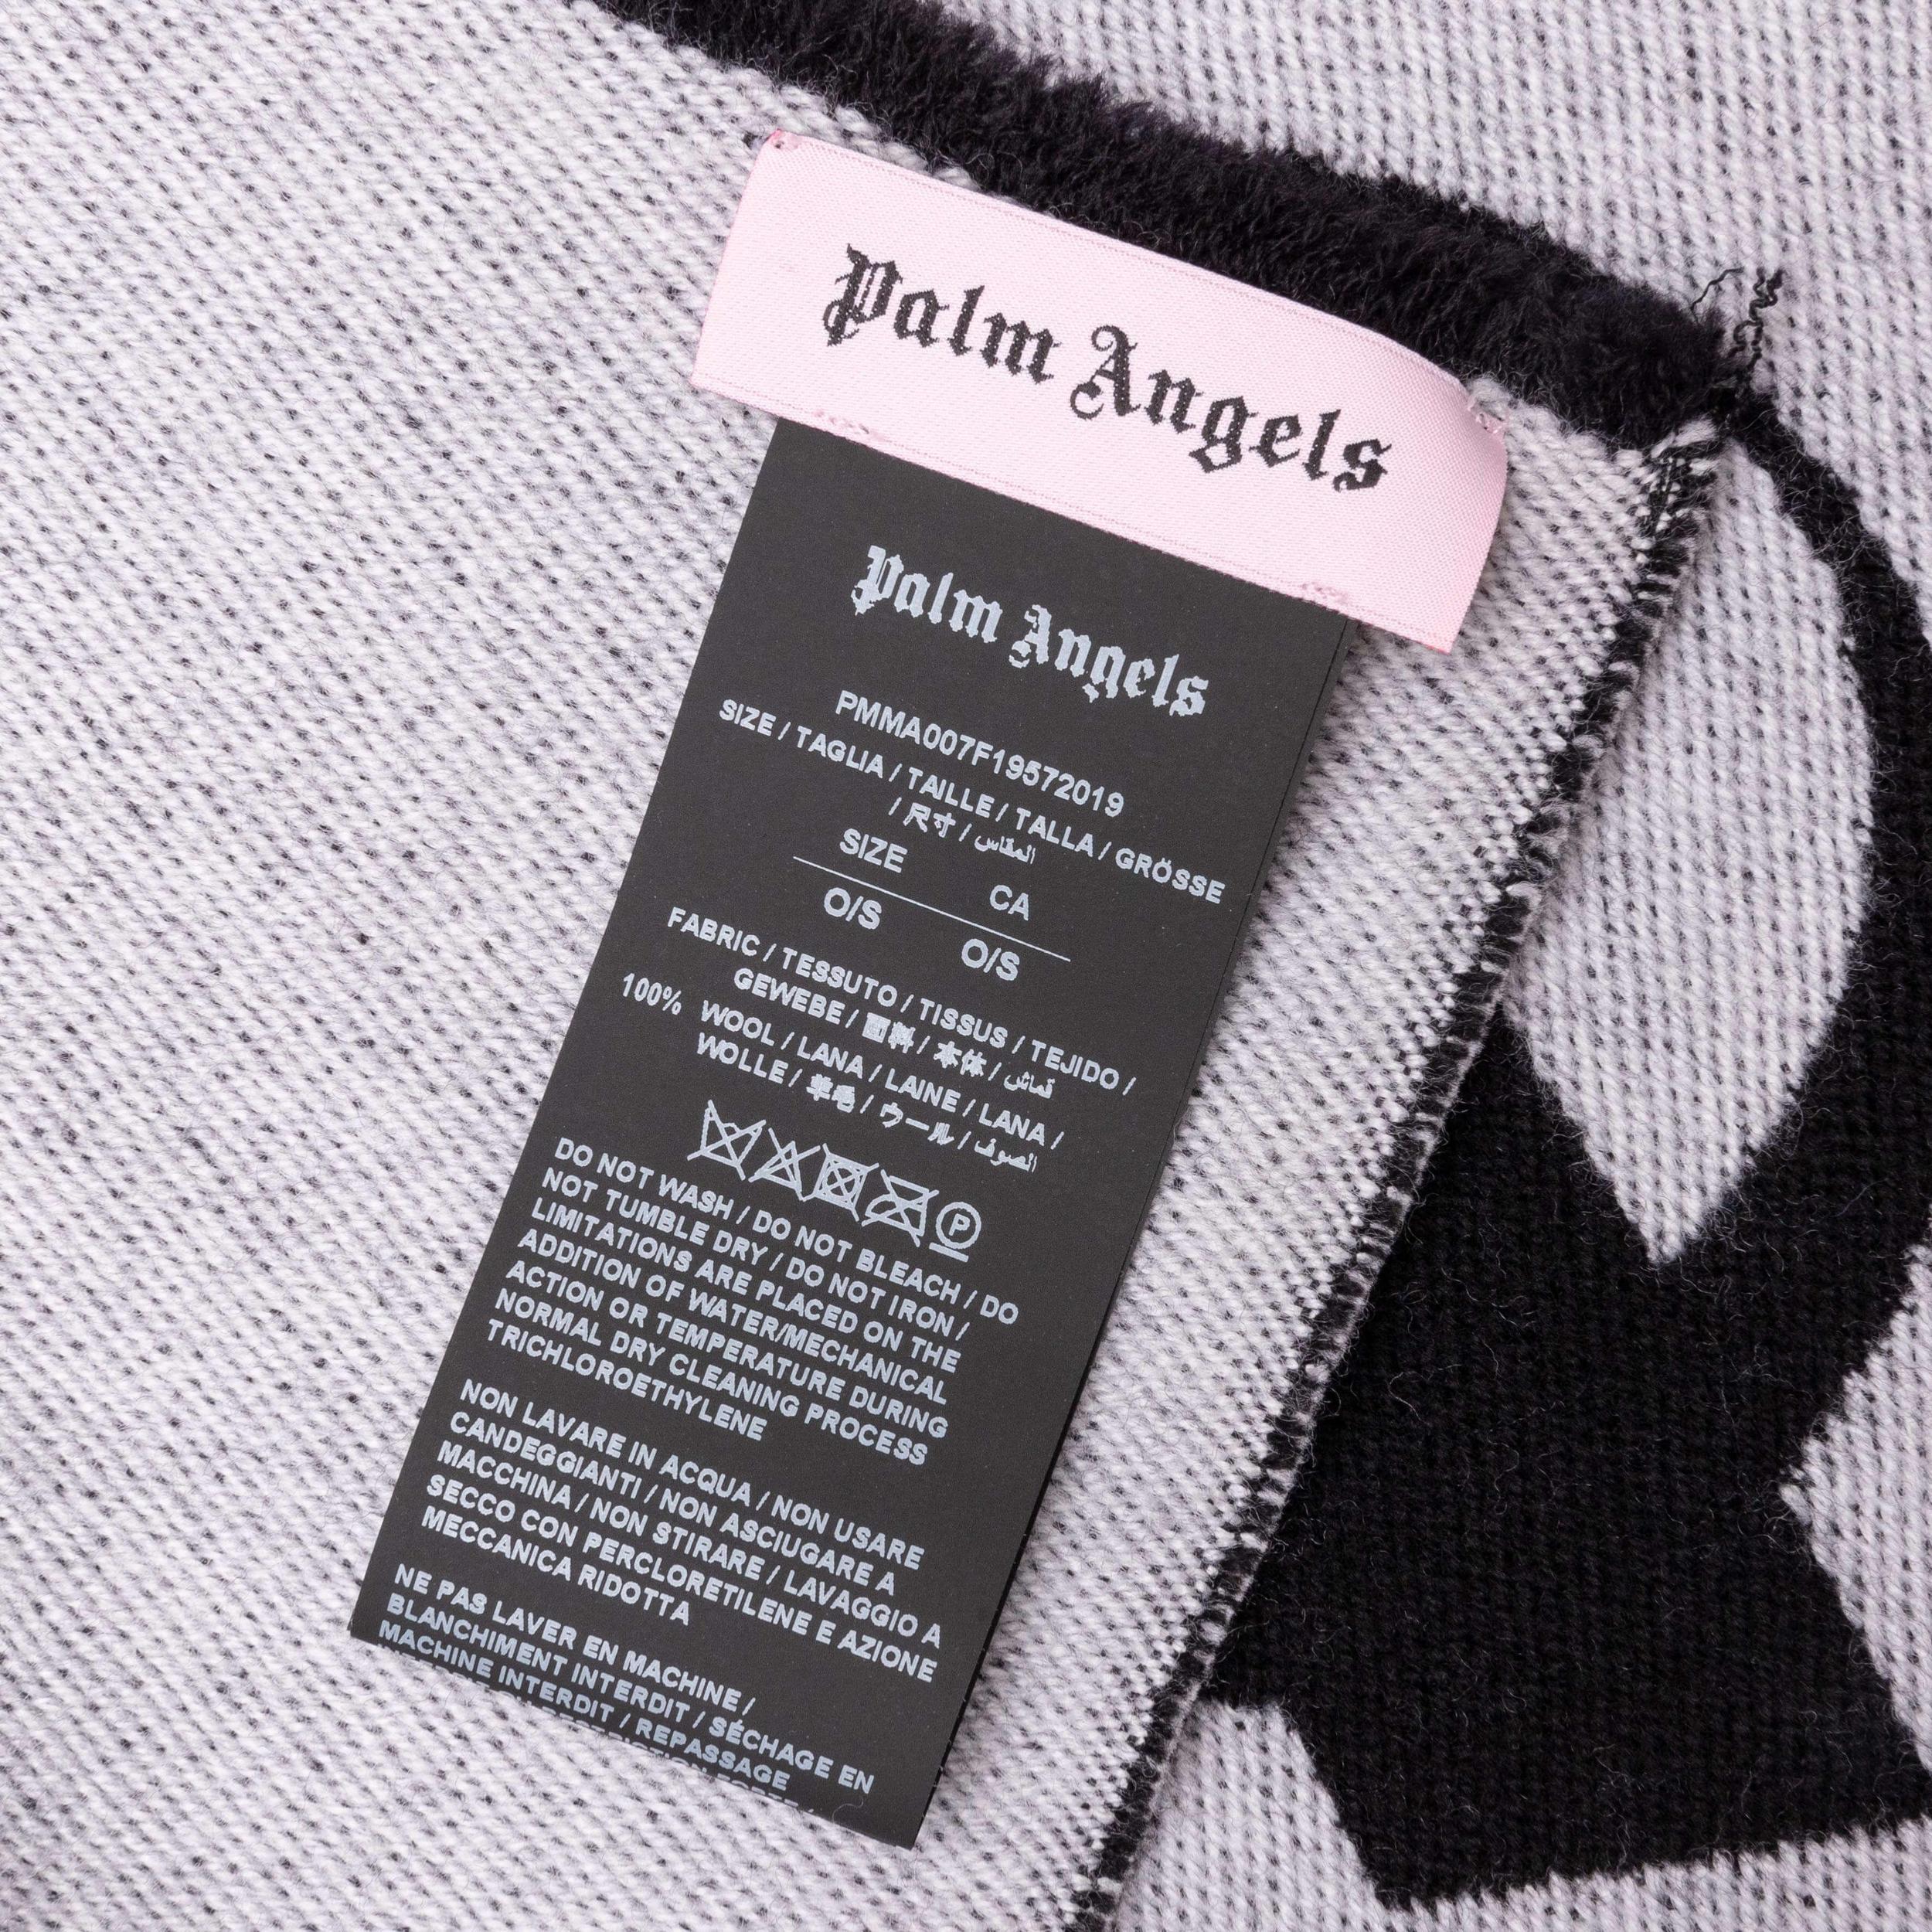 Palm Angels
Palm Angels
PMMA007F19572019
SIZE / TAGLIA / TAILLE / TALLA / GRÖSSE
/ 尺寸 / المقاس
SIZE CA
O/S O/S
FABRIC / TESSUTO / TISSUS / TEJIDO /
GEWEBE / 面料 / 本体 / قماش
100% WOOL / LANA / LAINE / LANA /
WOLLE / 羊毛 / ウール / الصوف
P
DO NOT WASH / DO NOT BLEACH / DO
NOT TUMBLE DRY / DO NOT IRON /
LIMITATIONS ARE PLACED ON THE
ADDITION OF WATER/MECHANICAL
ACTION OR TEMPERATURE DURING
NORMAL DRY CLEANING PROCESS
TRICHLOROETHYLENE
NON LAVARE IN ACQUA / NON USARE
CANDEGGIANTI / NON ASCIUGARE A
MACCHINA / NON STIRARE / LAVAGGIO A
SECCO CON PERCLORETILENE E AZIONE
MECCANICA RIDOTTA
NE PAS LAVER EN MACHINE /
BLANCHIMENT INTERDIT / SÉCHAGE EN
MACHINE INTERDIT / REPASSAGE